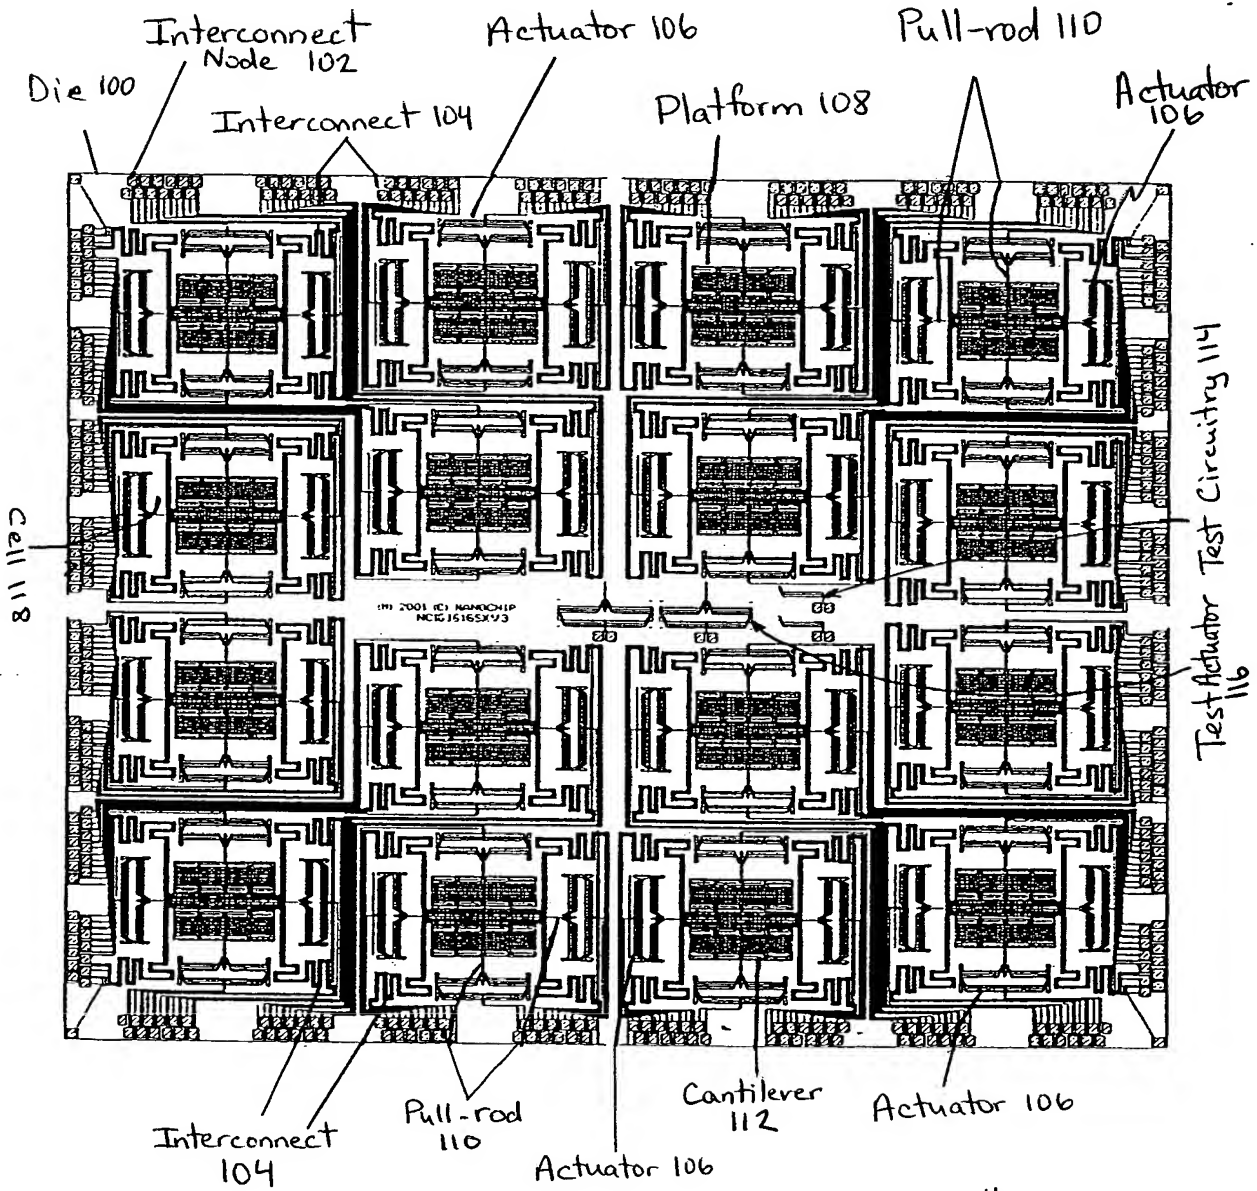 Interconnect
Node 102
Actuator 106
Pull-rod 110
Die 100
Interconnect 104
Platform 108
Actuator
106
Test Circuitry 114
Cell 118
(M) 2001 (C) NANOCHIP
Test Actuator
116
Interconnect
104
Pull-rod
110
Actuator 106
Cantilever
112
Actuator 106